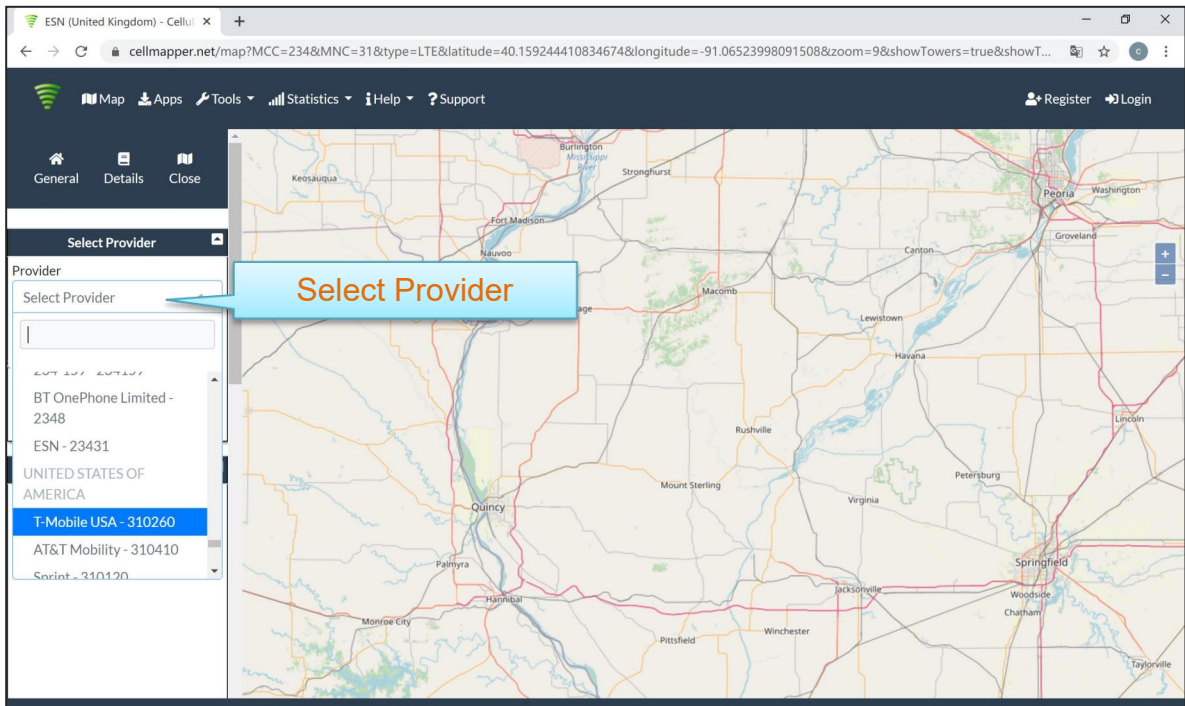 ESN (United Kingdom) - Cellul
cellmapper.net/map?MCC=234&MNC=31&type=LTE&latitude=40.159244410834674&longitude=-91.06523998091508&zoom=9&showTowers=true&showT...
C
Map Apps Tools Statistics Help ? Support Register Login
General Details Close
Select Provider
Provider
Select Provider
Select Provider
BT OnePhone Limited -
2348
ESN - 23431
UNITED STATES OF
AMERICA
T-Mobile USA - 310260
AT&T Mobility - 310410
Sprint - 310120
Burlington
Mississippi
River
Stronghurst
Keosauqua
Peoria
Washington
Fort Madison
Groveland
Nauvoo
Canton
+
−
Macomb
age
Lewistown
Havana
Lincoln
Rushville
Mount Sterling
Petersburg
Virginia
Quincy
Palmyra
Springfield
Jacksonville
Woodside
Hannibal
Chatham
Monroe City
Winchester
Pittsfield
Taylorville